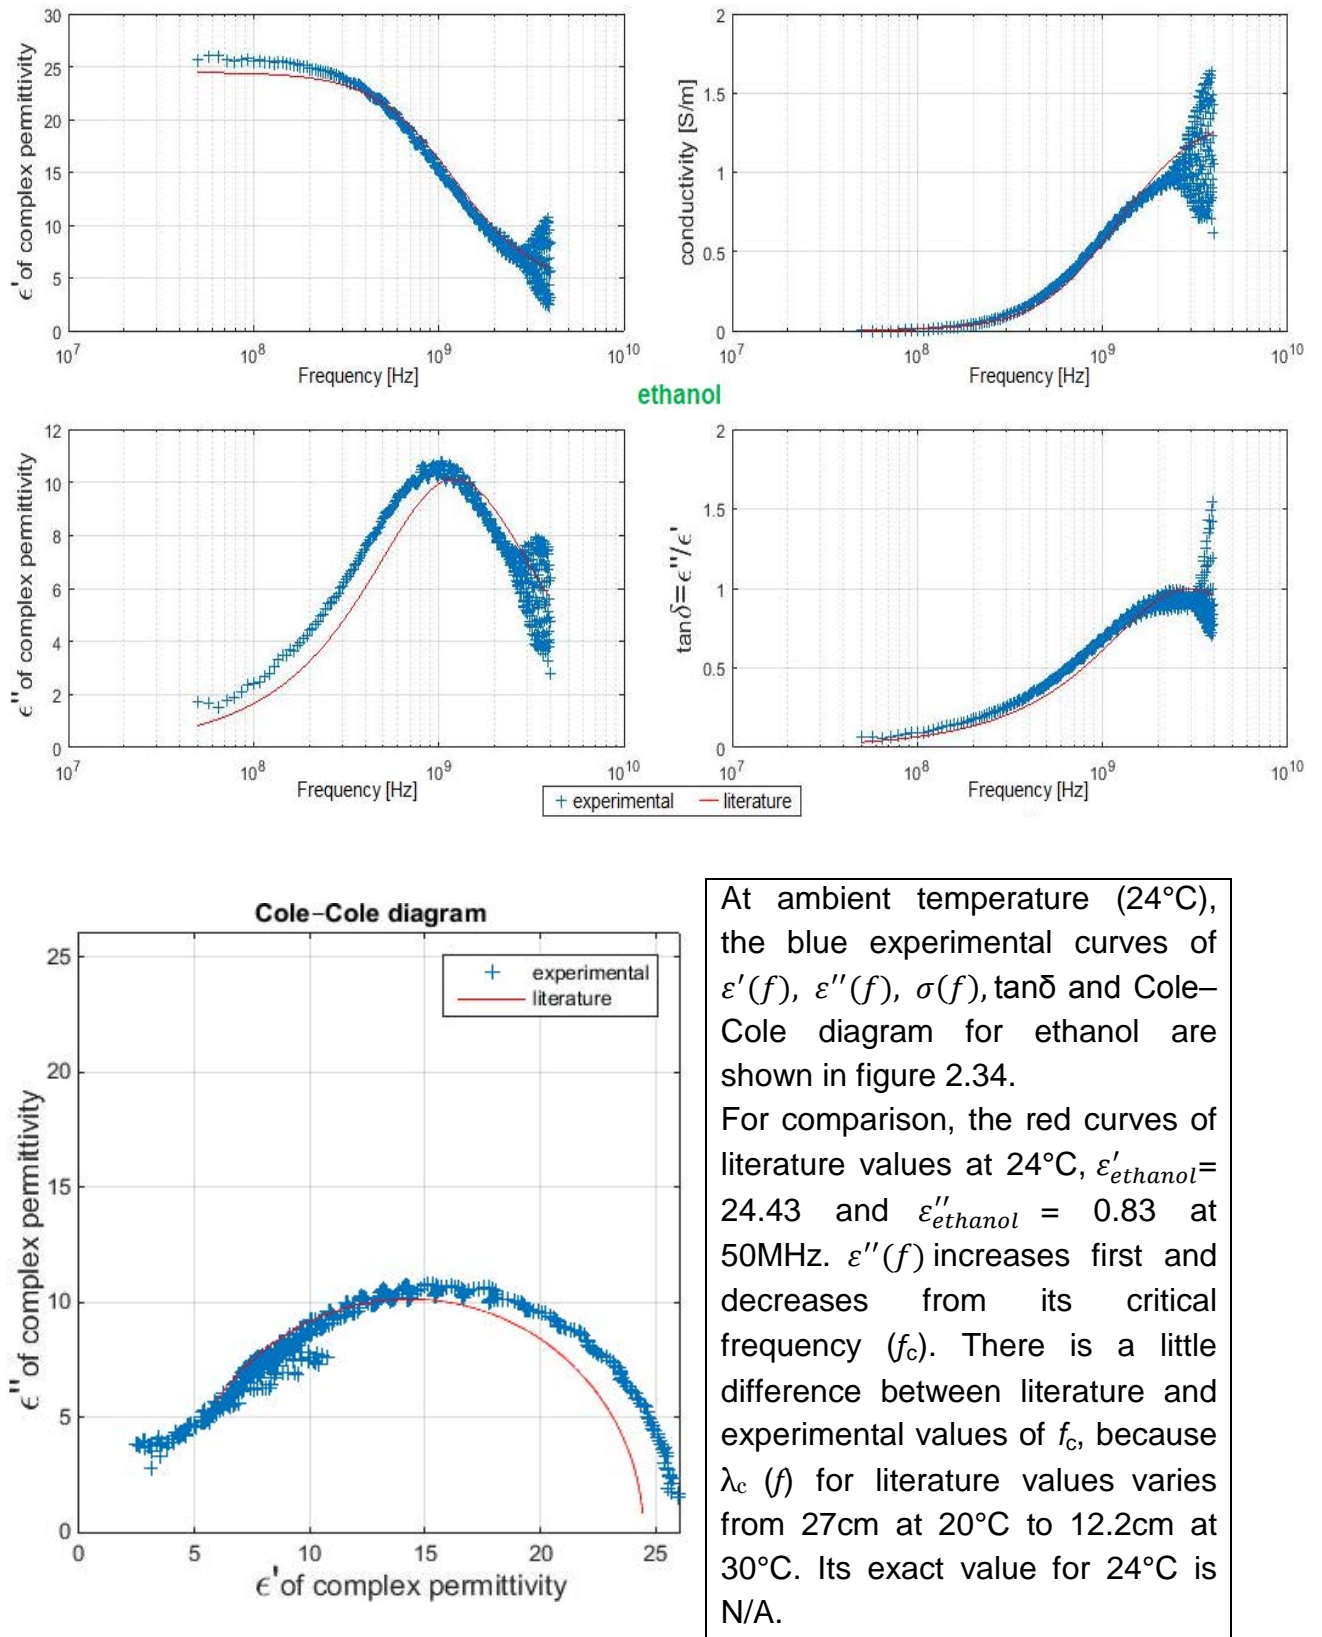 30
25
20
15
10
5
0
ϵ' of complex permittivity
10^7
10^8
10^9
10^10
Frequency [Hz]
2
1.5
1
0.5
0
conductivity [S/m]
10^7
10^8
10^9
10^10
Frequency [Hz]
ethanol
12
10
8
6
4
2
0
ϵ'' of complex permittivity
10^7
10^8
10^9
10^10
Frequency [Hz]
2
1.5
1
0.5
0
tanδ=ϵ''/ϵ'
10^7
10^8
10^9
10^10
Frequency [Hz]
+ experimental — literature
Cole–Cole diagram
25
20
15
10
5
0
ϵ'' of complex permittivity
experimental
literature
0
5
10
15
20
25
ϵ' of complex permittivity
At ambient temperature (24°C),
the blue experimental curves of
ε′(f), ε′′(f), σ(f), tanδ and Cole–
Cole diagram for ethanol are
shown in figure 2.34.
For comparison, the red curves of
literature values at 24°C, ε′ethanol=
24.43 and ε′′ethanol = 0.83 at
50MHz. ε′′(f) increases first and
decreases from its critical
frequency (fc). There is a little
difference between literature and
experimental values of fc, because
λc (f) for literature values varies
from 27cm at 20°C to 12.2cm at
30°C. Its exact value for 24°C is
N/A.